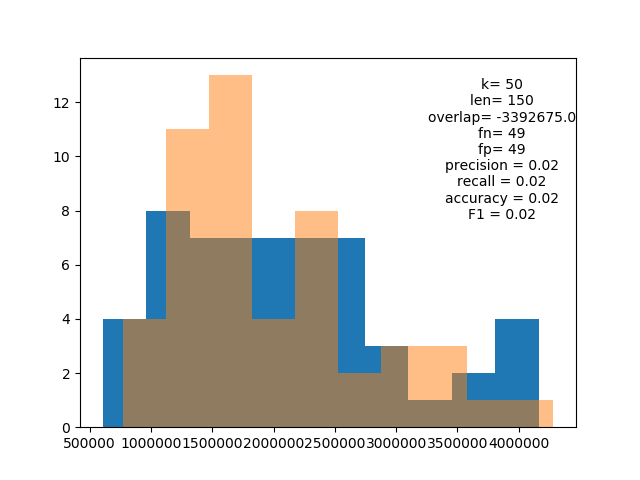 k= 50
len= 150
overlap= -3392675.0
fn= 49
fp= 49
precision = 0.02
recall = 0.02
accuracy = 0.02
F1 = 0.02
12
10
8
6
4
2
0
500000 1000000 1500000 2000000 2500000 3000000 3500000 4000000